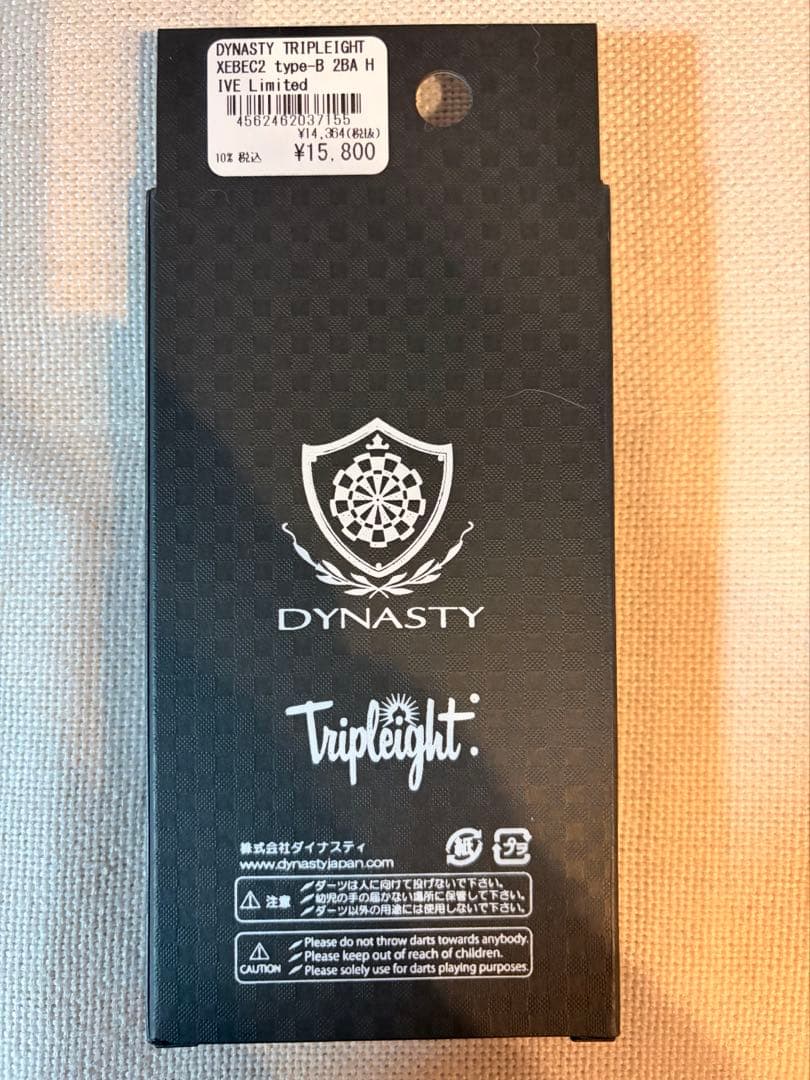 DYNASTY TRIPLEIGHT
XEBEC2 type-B 2BA H
IVE Limited
4562462037155
¥14,364(税抜)
10% 税込 ¥15,800
DYNASTY
Tripleight
株式会社ダイナスティ
www.dynastyjapan.com
紙 プラ
注意
ダーツは人に向けて投げないで下さい。
幼児の手の届かない場所に保管して下さい。
ダーツ以外の用途には使用しないで下さい。
CAUTION
Please do not throw darts towards anybody.
Please keep out of reach of children.
Please solely use for darts playing purposes.